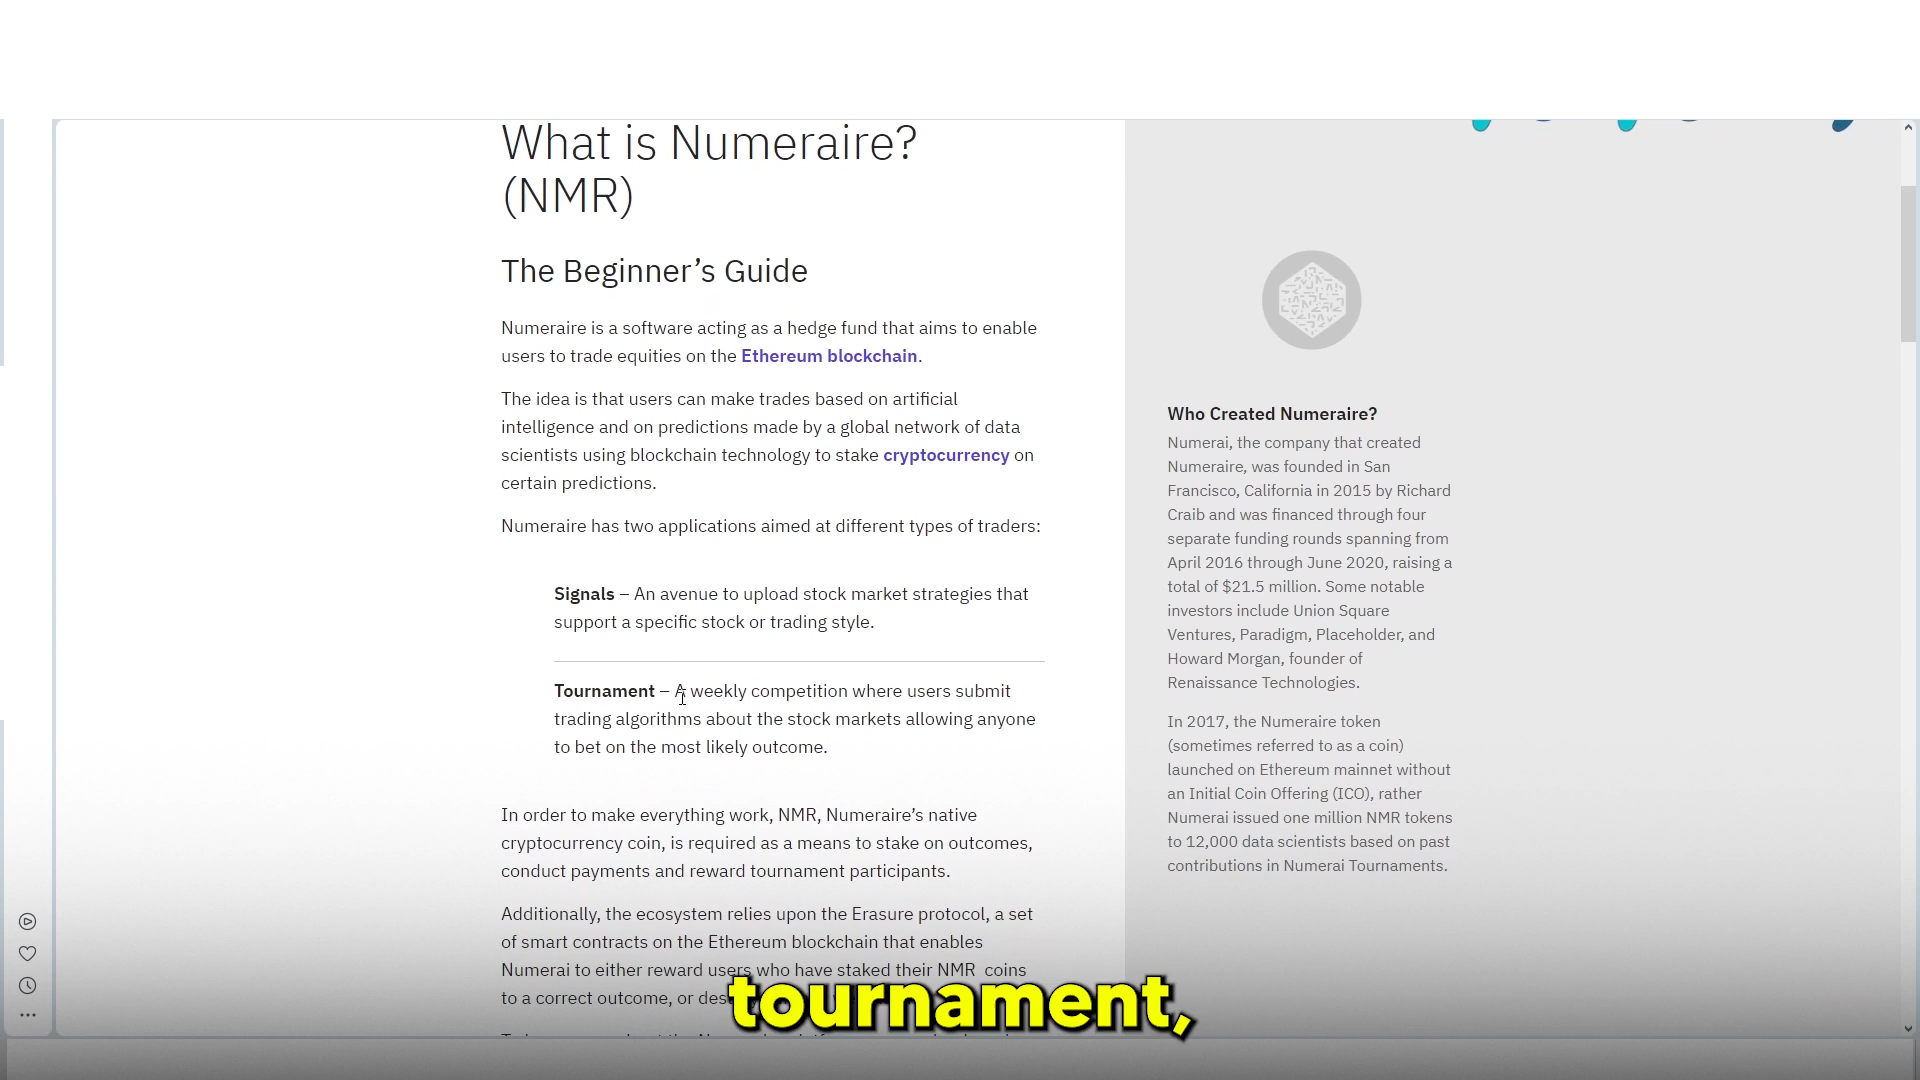 What is Numeraire?
(NMR)
The Beginner’s Guide
Numeraire is a software acting as a hedge fund that aims to enable
users to trade equities on the Ethereum blockchain.
The idea is that users can make trades based on artificial
intelligence and on predictions made by a global network of data
scientists using blockchain technology to stake cryptocurrency on
certain predictions.
Numeraire has two applications aimed at different types of traders:
Signals – An avenue to upload stock market strategies that
support a specific stock or trading style.
Tournament – A weekly competition where users submit
trading algorithms about the stock markets allowing anyone
to bet on the most likely outcome.
In order to make everything work, NMR, Numeraire’s native
cryptocurrency coin, is required as a means to stake on outcomes,
conduct payments and reward tournament participants.
Additionally, the ecosystem relies upon the Erasure protocol, a set
of smart contracts on the Ethereum blockchain that enables
Numerai to either reward users who have staked their NMR coins
to a correct outcome, or
Who Created Numeraire?
Numerai, the company that created
Numeraire, was founded in San
Francisco, California in 2015 by Richard
Craib and was financed through four
separate funding rounds spanning from
April 2016 through June 2020, raising a
total of $21.5 million. Some notable
investors include Union Square
Ventures, Paradigm, Placeholder, and
Howard Morgan, founder of
Renaissance Technologies.
In 2017, the Numeraire token
(sometimes referred to as a coin)
launched on Ethereum mainnet without
an Initial Coin Offering (ICO), rather
Numerai issued one million NMR tokens
to 12,000 data scientists based on past
contributions in Numerai Tournaments.
tournament,